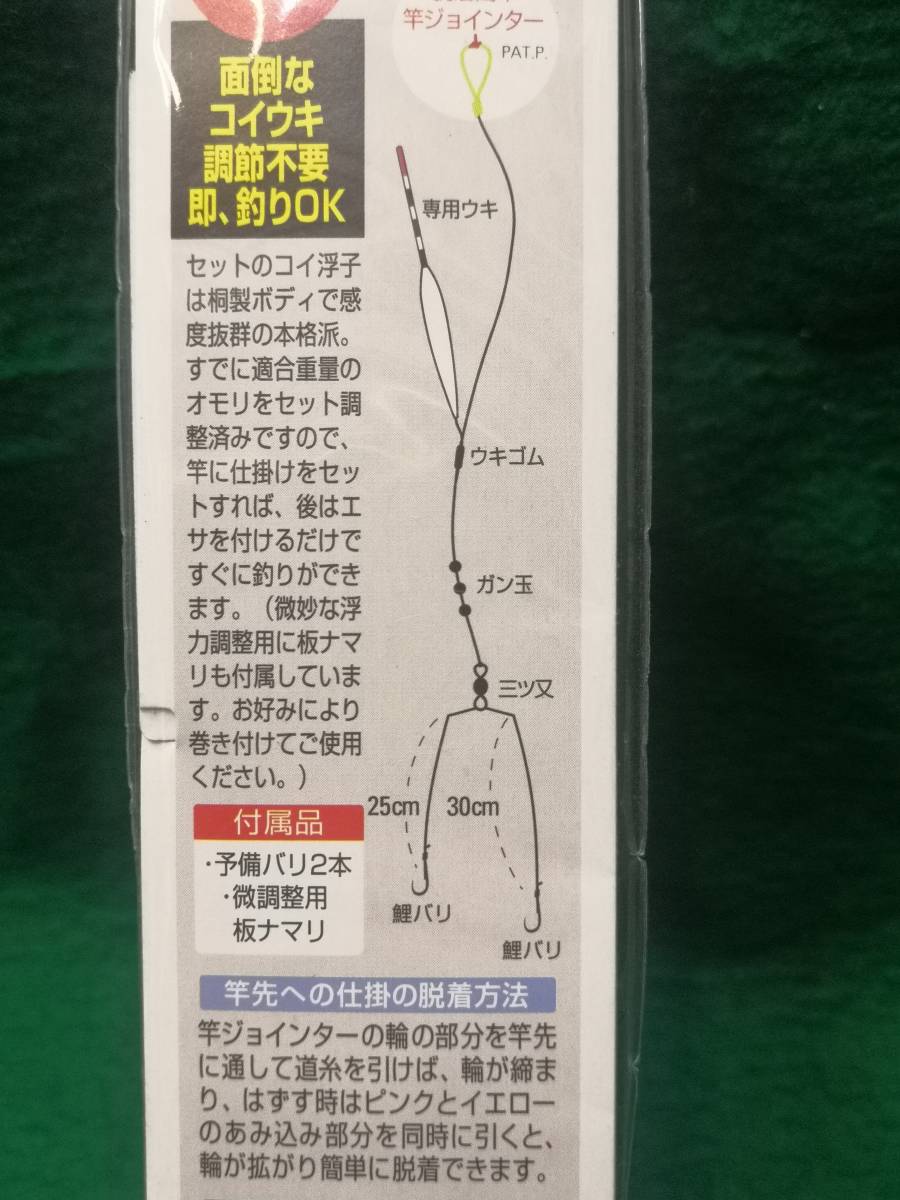 面倒な
コイウキ
調節不要
即、釣りOK
セットのコイ浮子
は桐製ボディで感
度抜群の本格派。
すでに適合重量の
オモリをセット調
整済みですので、
竿に仕掛けをセッ
トすれば、後はエ
サを付けるだけで
すぐに釣りができ
ます。（微妙な浮
力調整用に板ナマ
リも付属していま
す。お好みにより
巻き付けてご使用
ください。）
付属品
・予備バリ2本
・微調整用
板ナマリ
竿ジョインター
PAT.P.
専用ウキ
ウキゴム
ガン玉
三ツ又
25cm
30cm
鯉バリ
鯉バリ
竿先への仕掛の脱着方法
竿ジョインターの輪の部分を竿先
に通して道糸を引けば、輪が締ま
り、はずす時はピンクとイエロー
のあみ込み部分を同時に引くと、
輪が拡がり簡単に脱着できます。